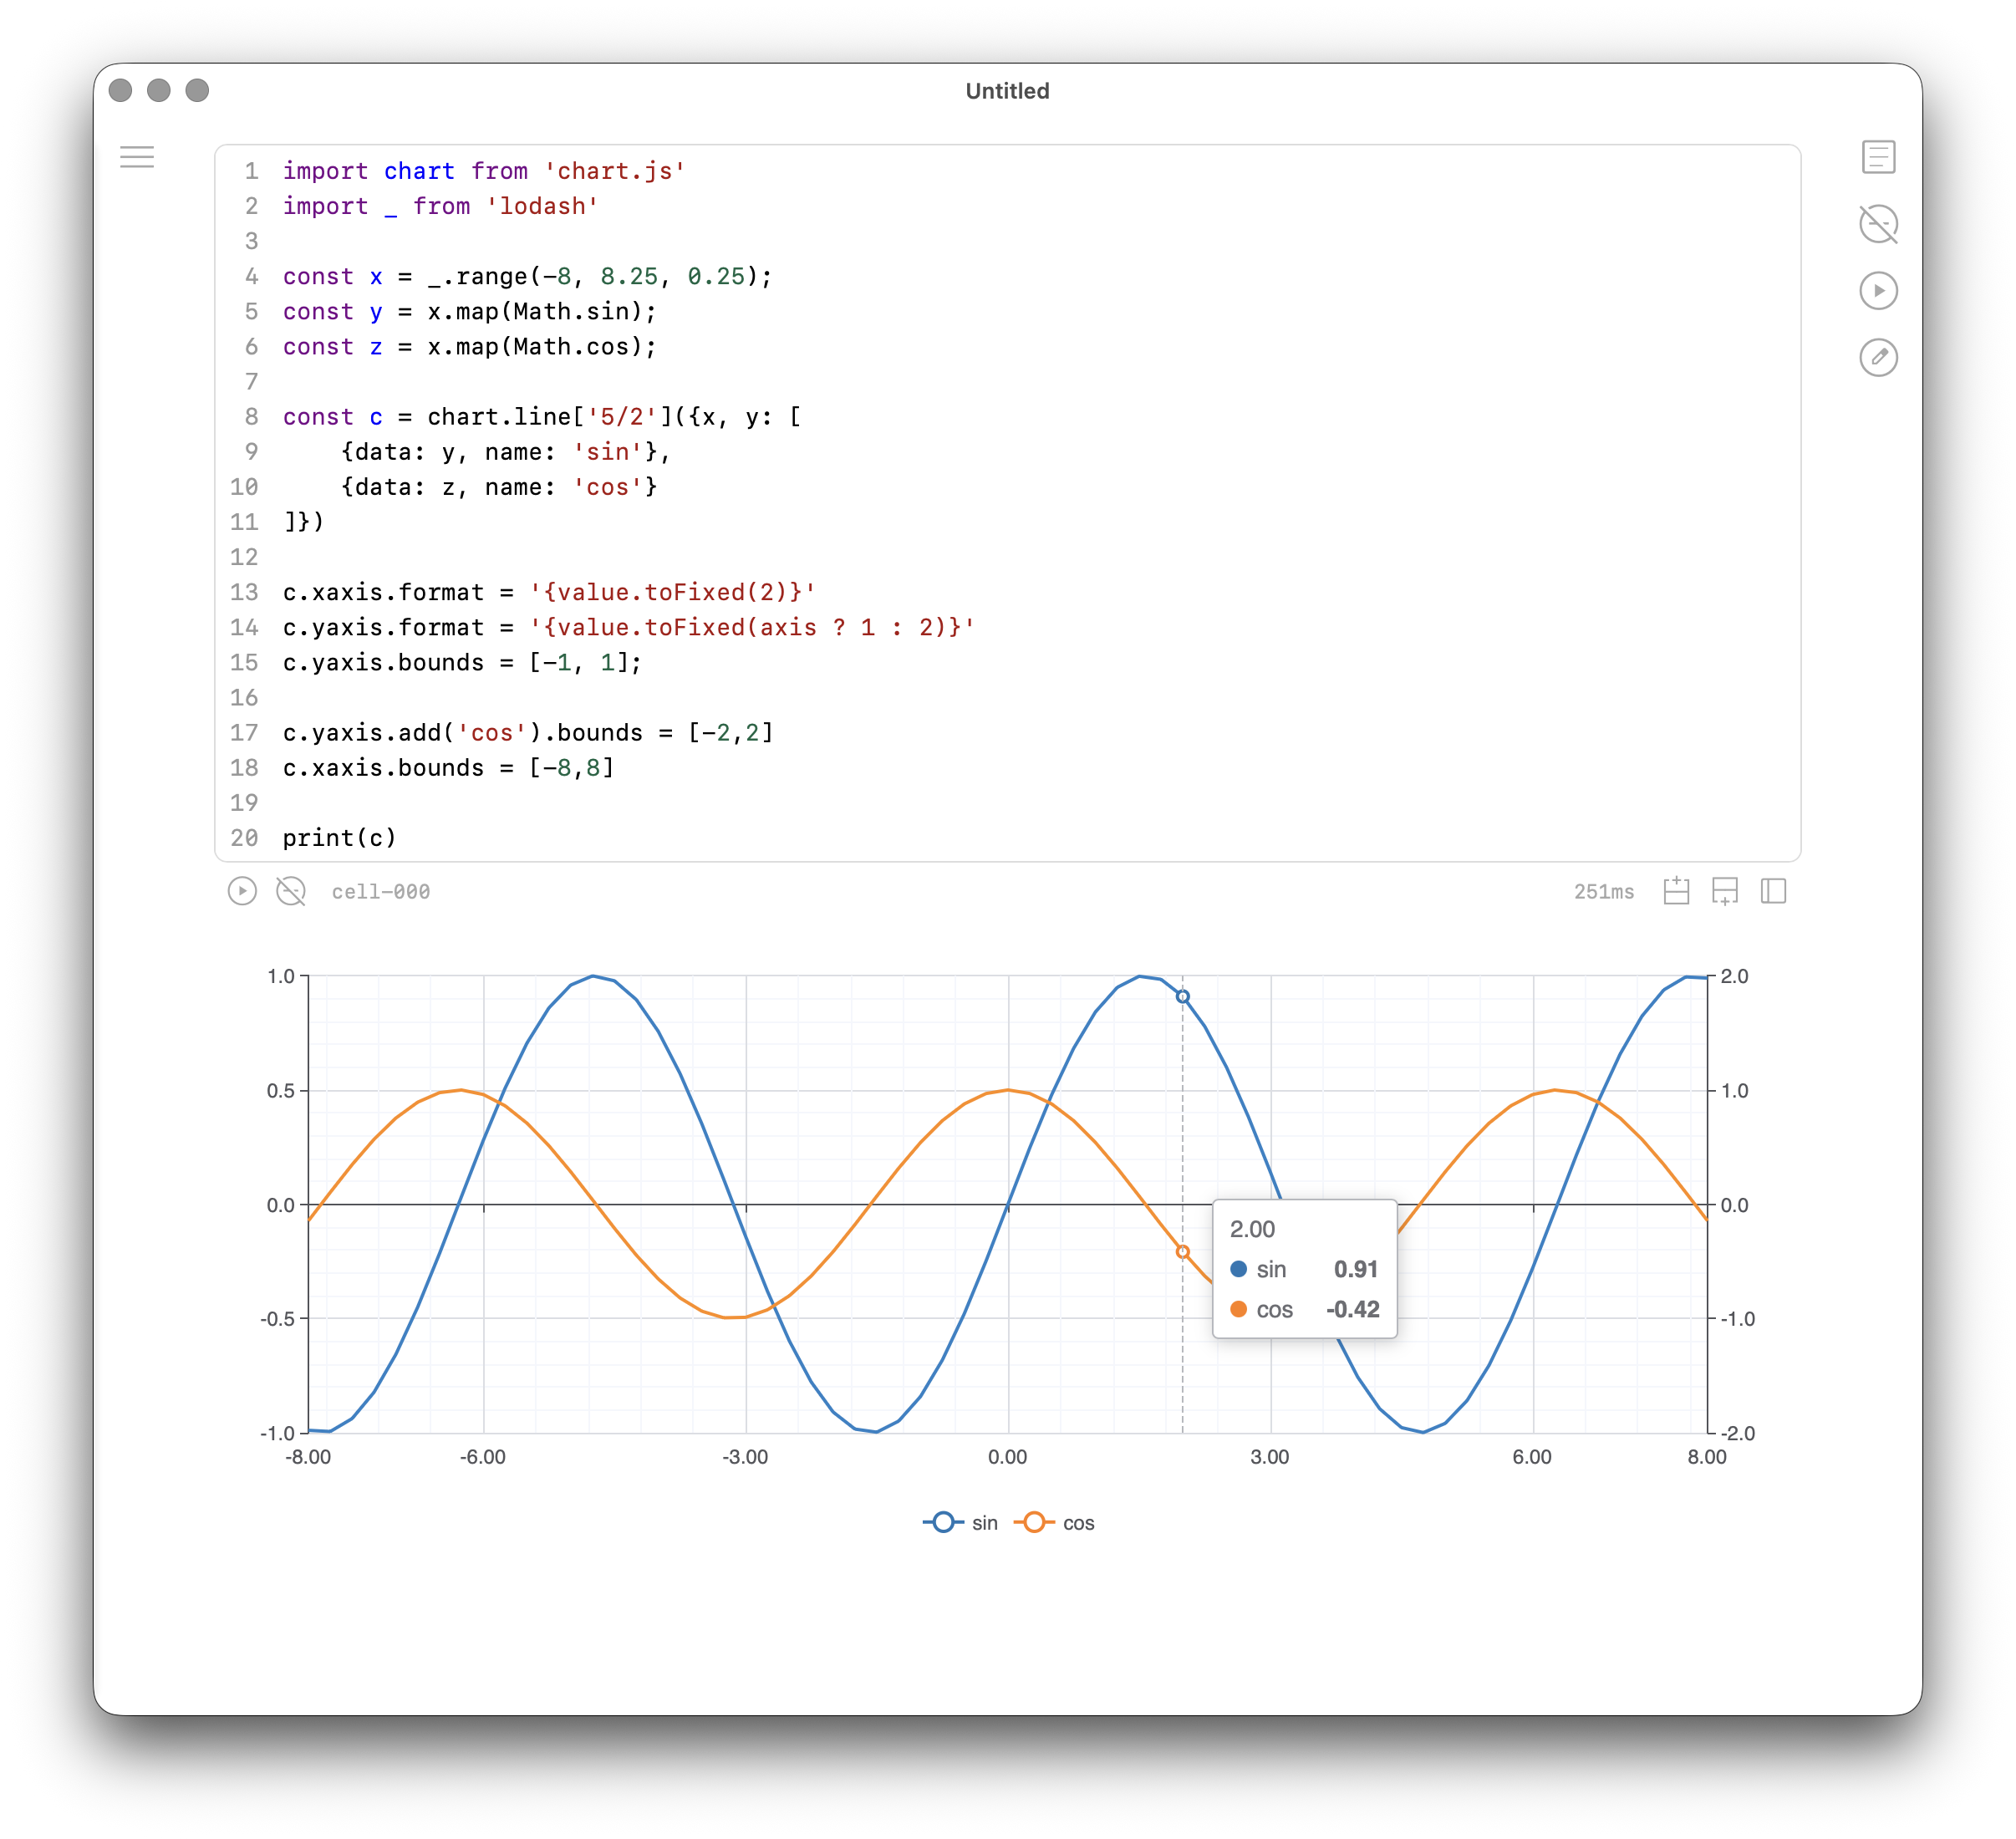 Untitled
1 import chart from 'chart.js'
2 import _ from 'lodash'
3
4 const x = _.range(-8, 8.25, 0.25);
5 const y = x.map(Math.sin);
6 const z = x.map(Math.cos);
7
8 const c = chart.line['5/2']({x, y: [
9     {data: y, name: 'sin'},
10     {data: z, name: 'cos'}
11 ]})
12
13 c.xaxis.format = '{value.toFixed(2)}'
14 c.yaxis.format = '{value.toFixed(axis ? 1 : 2)}'
15 c.yaxis.bounds = [-1, 1];
16
17 c.yaxis.add('cos').bounds = [-2,2]
18 c.xaxis.bounds = [-8,8]
19
20 print(c)
cell-000 251ms
1.0 2.0
0.5 1.0
0.0 0.0
2.00
sin 0.91
cos -0.42
-0.5 -1.0
-1.0 -2.0
-8.00 -6.00 -3.00 0.00 3.00 6.00 8.00
sin cos